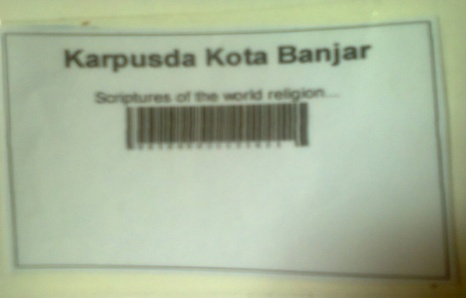 Karpusda Kota Banjar
Scriptures of the world religion...